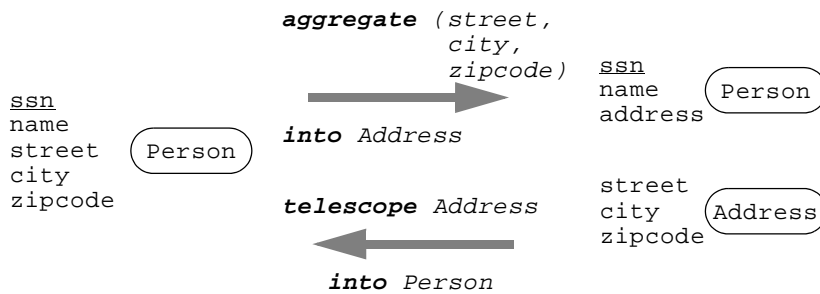 aggregate (street,
city,
zipcode)
ssn
name
street
city
zipcode
Person
into Address
ssn
name
address
Person
telescope Address
into Person
street
city
zipcode
Address